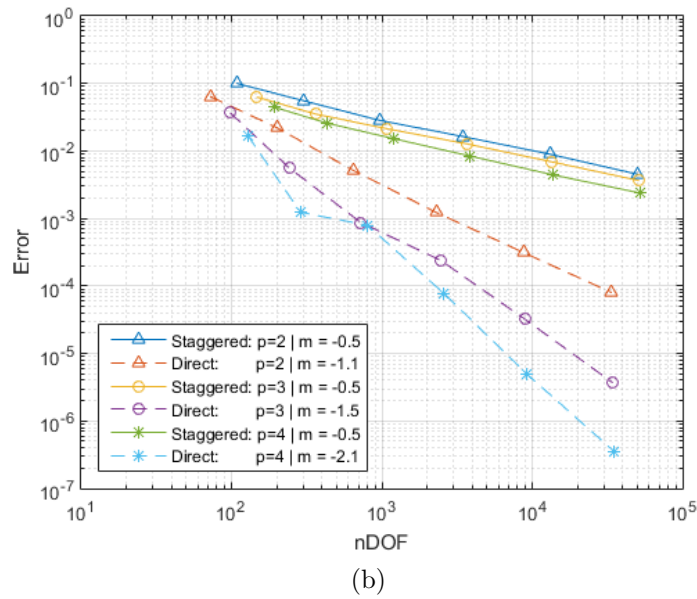 10^0
10^-1
10^-2
10^-3
10^-4
10^-5
10^-6
10^-7
Error
Staggered: p=2 | m = -0.5
Direct: p=2 | m = -1.1
Staggered: p=3 | m = -0.5
Direct: p=3 | m = -1.5
Staggered: p=4 | m = -0.5
Direct: p=4 | m = -2.1
10^1 10^2 10^3 10^4 10^5
nDOF
(b)